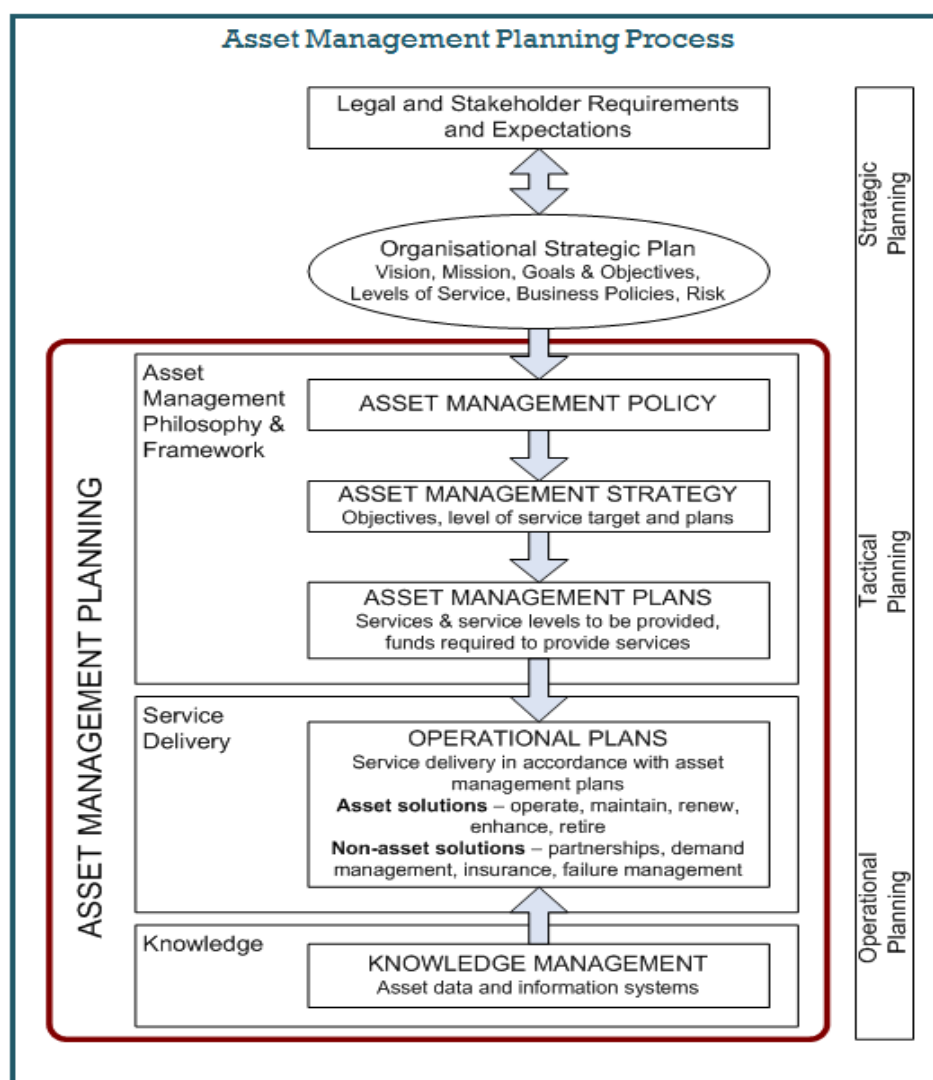 Asset Management Planning Process
Legal and Stakeholder Requirements
and Expectations
Organisational Strategic Plan
Vision, Mission, Goals & Objectives,
Levels of Service, Business Policies, Risk
Strategic
Planning
ASSET MANAGEMENT PLANNING
Asset
Management
Philosophy &
Framework
ASSET MANAGEMENT POLICY
ASSET MANAGEMENT STRATEGY
Objectives, level of service target and plans
ASSET MANAGEMENT PLANS
Services & service levels to be provided,
funds required to provide services
Tactical
Planning
Service
Delivery
OPERATIONAL PLANS
Service delivery in accordance with asset
management plans
Asset solutions – operate, maintain, renew,
enhance, retire
Non-asset solutions – partnerships, demand
management, insurance, failure management
Knowledge
KNOWLEDGE MANAGEMENT
Asset data and information systems
Operational
Planning